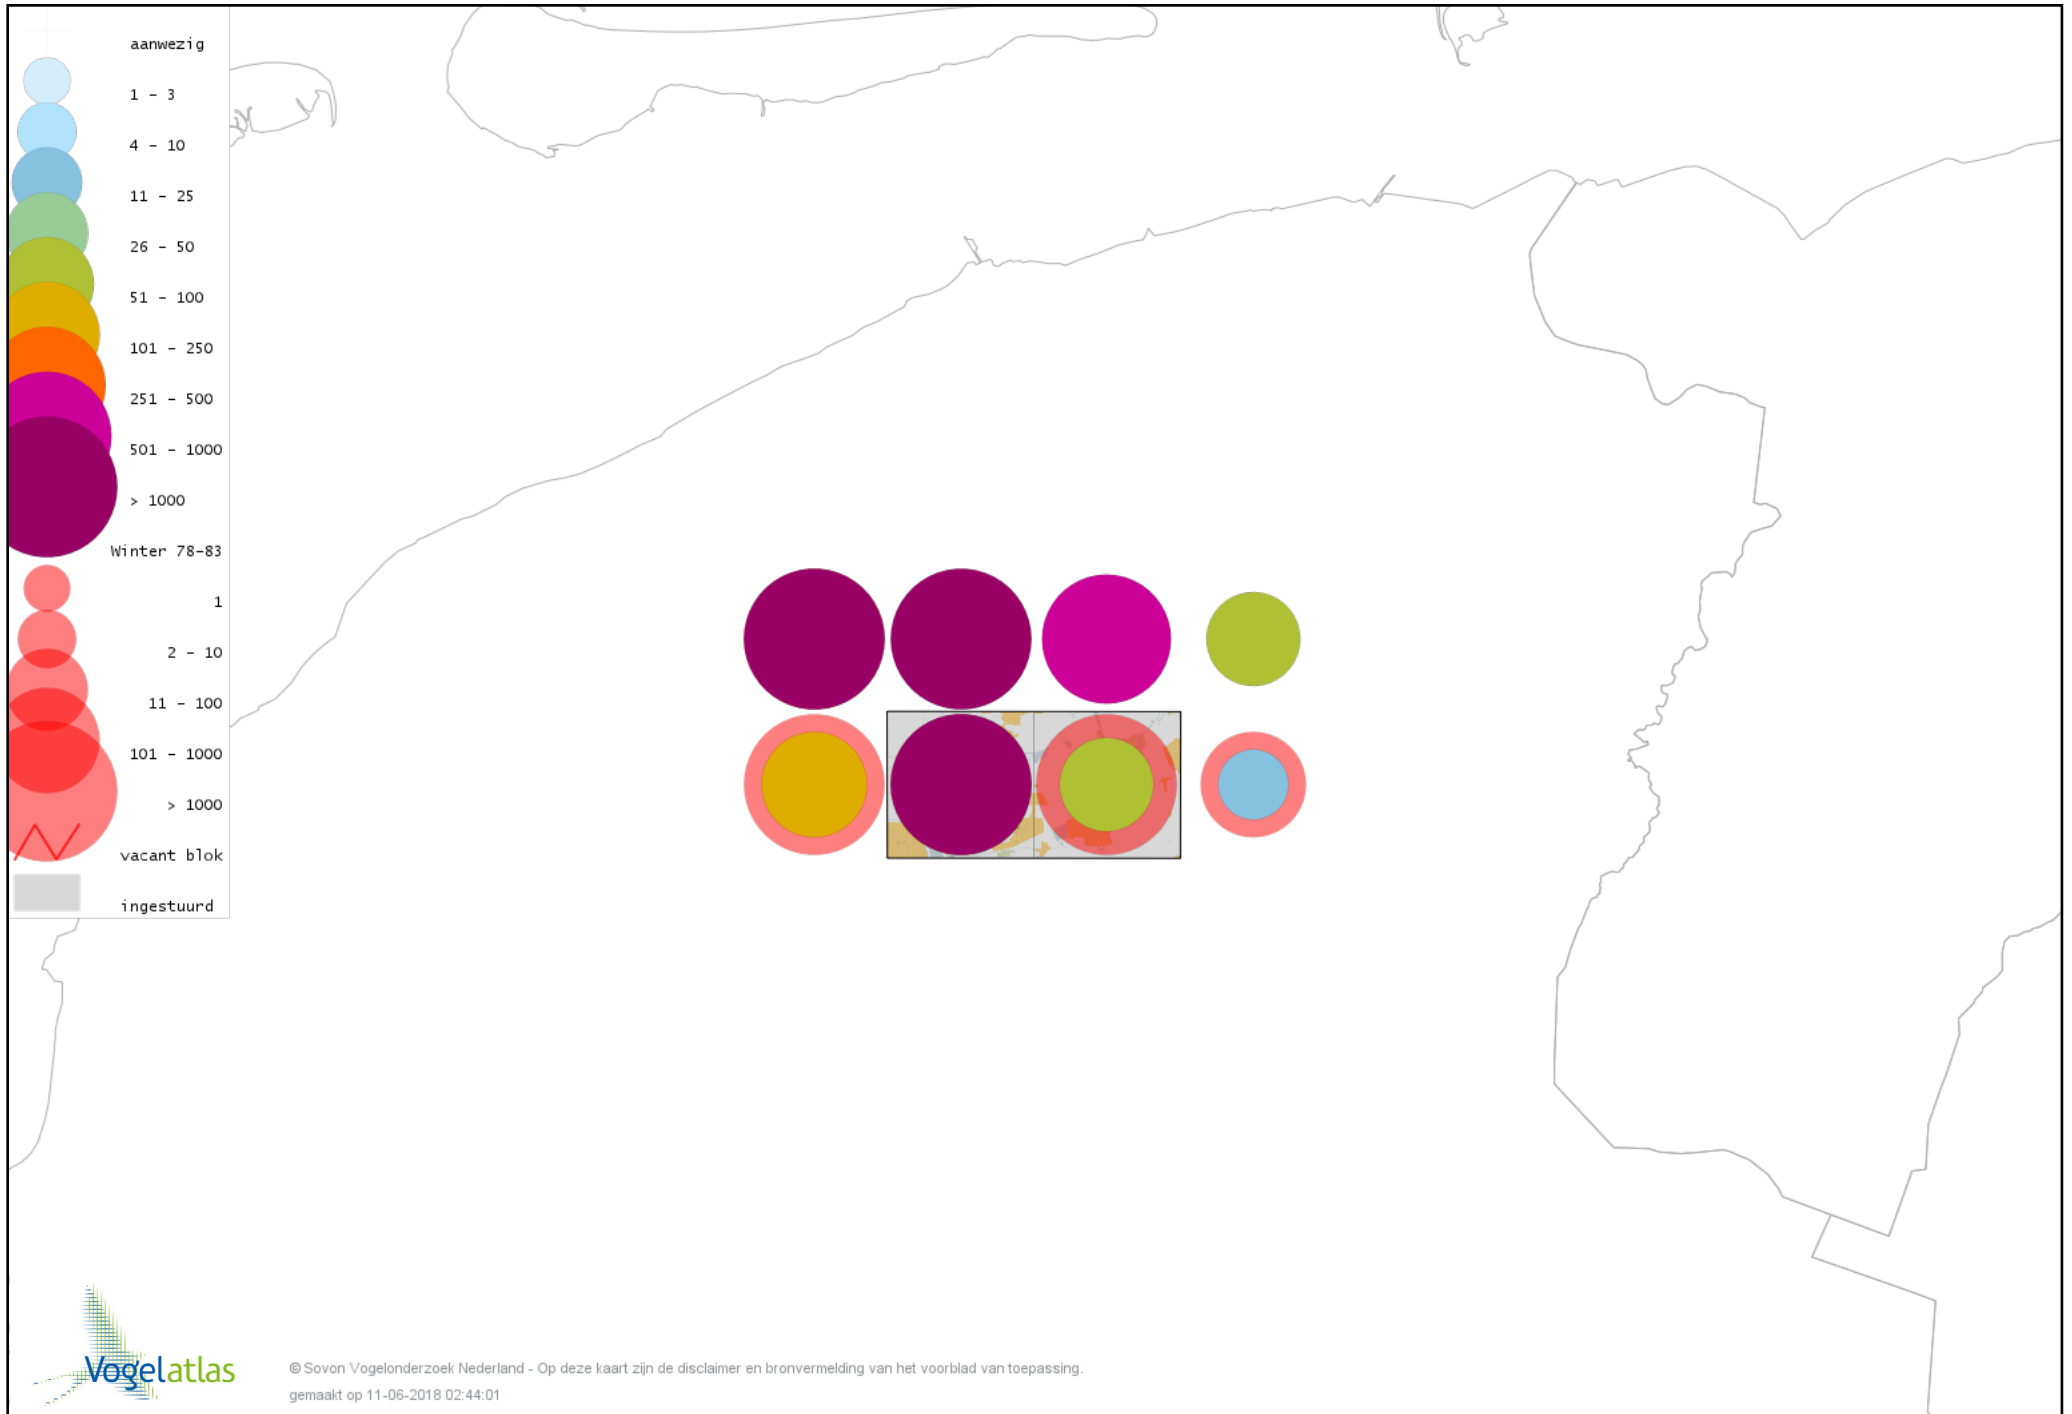 aanwezig
1 - 3
4 - 10
11 - 25
26 - 50
51 - 100
101 - 250
251 - 500
501 - 1000
> 1000
Winter 78-83
1
2 - 10
11 - 100
101 - 1000
> 1000
vacant blok
ingestuurd
Vogelatlas
© Sovon Vogelonderzoek Nederland - Op deze kaart zijn de disclaimer en bronvermelding van het voorblad van toepassing.
gemaakt op 11-06-2018 02:44:01